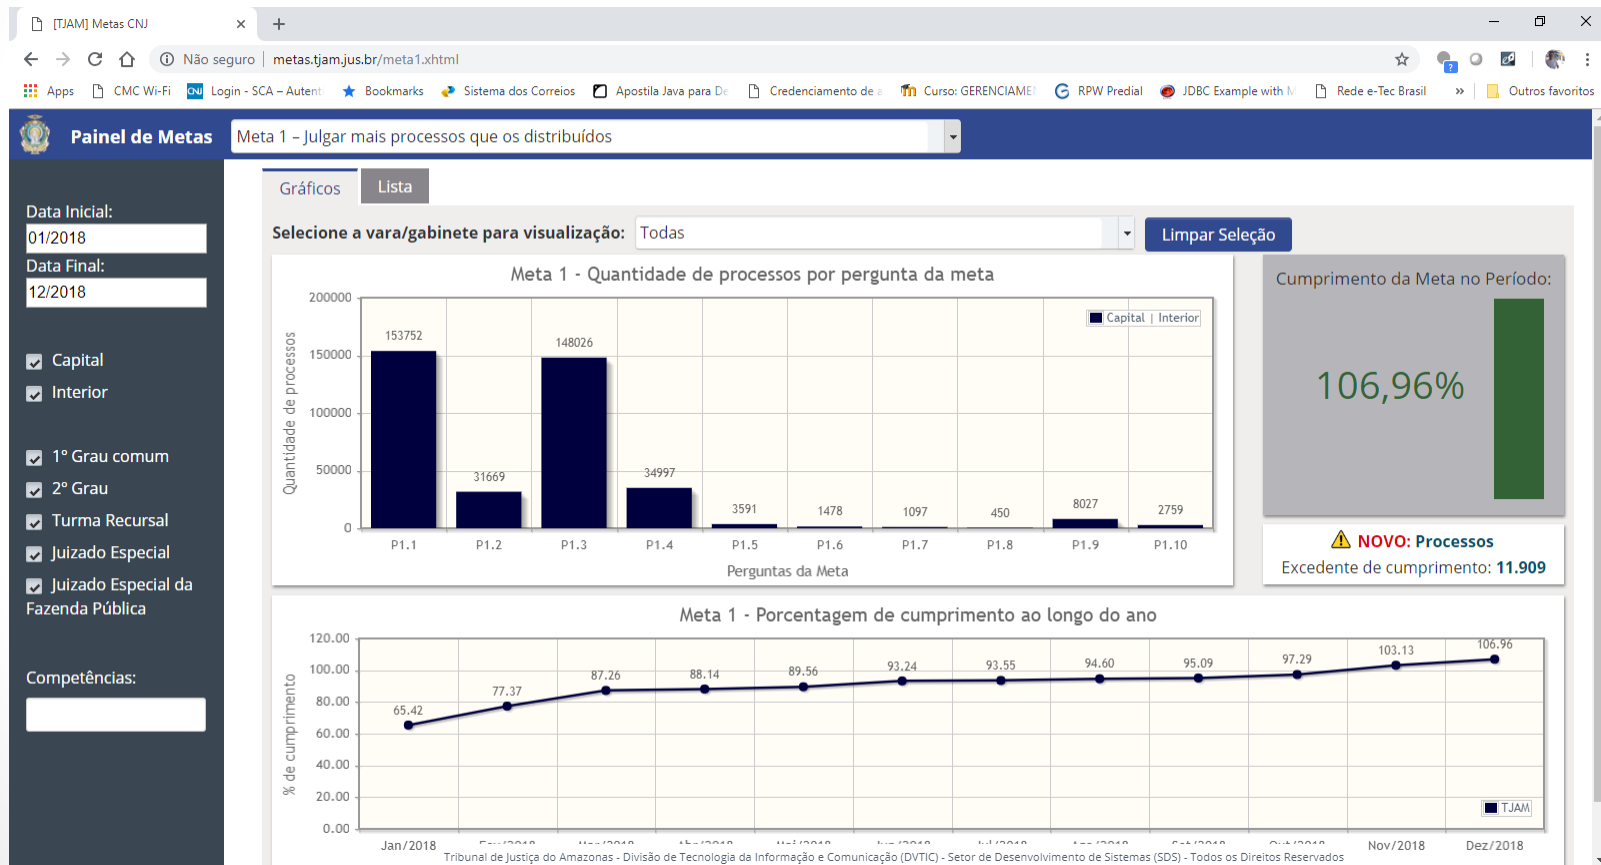 [TJAM] Metas CNJ
Não seguro | metas.tjam.jus.br/meta1.xhtml
Apps CMC Wi-Fi CNJ Login - SCA – Autent Bookmarks Sistema dos Correios Apostila Java para De Credenciamento de a Curso: GERENCIAMEN RPW Predial JDBC Example with M Rede e-Tec Brasil » Outros favoritos
Painel de Metas Meta 1 – Julgar mais processos que os distribuídos
Gráficos Lista
Data Inicial:
01/2018
Data Final:
12/2018
Capital
Interior
1º Grau comum
2º Grau
Turma Recursal
Juizado Especial
Juizado Especial da
Fazenda Pública
Competências:
Selecione a vara/gabinete para visualização: Todas Limpar Seleção
Meta 1 - Quantidade de processos por pergunta da meta
Quantidade de processos
200000
150000
100000
50000
0
Capital | Interior
153752 31669 148026 34997 3591 1478 1097 450 8027 2759
P1.1 P1.2 P1.3 P1.4 P1.5 P1.6 P1.7 P1.8 P1.9 P1.10
Perguntas da Meta
Cumprimento da Meta no Período:
106,96%
NOVO: Processos
Excedente de cumprimento: 11.909
Meta 1 - Porcentagem de cumprimento ao longo do ano
% de cumprimento
120.00
100.00
80.00
60.00
40.00
20.00
0.00
65.42 77.37 87.26 88.14 89.56 93.24 93.55 94.60 95.09 97.29 103.13 106.96
TJAM
Jan/2018 Nov/2018 Dez/2018
Tribunal de Justiça do Amazonas - Divisão de Tecnologia da Informação e Comunicação (DVTIC) - Setor de Desenvolvimento de Sistemas (SDS) - Todos os Direitos Reservados